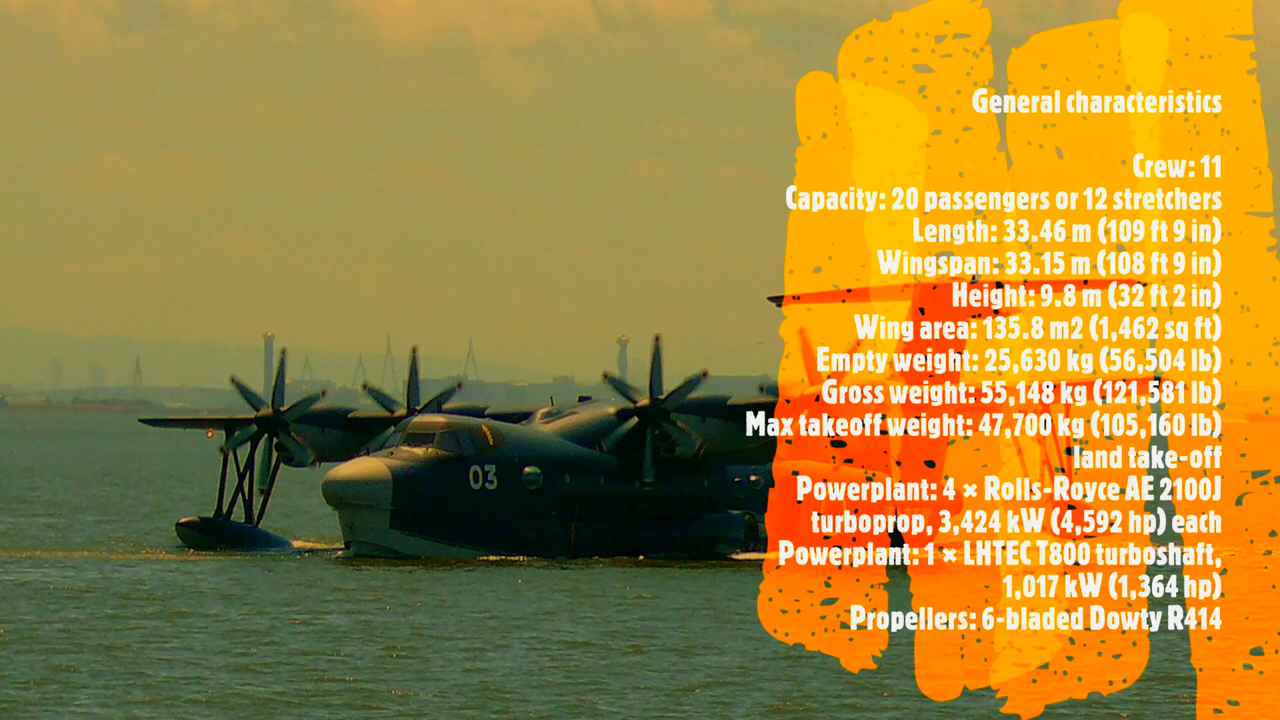 General characteristics
Crew: 11
Capacity: 20 passengers or 12 stretchers
Length: 33.46 m (109 ft 9 in)
Wingspan: 33.15 m (108 ft 9 in)
Height: 9.8 m (32 ft 2 in)
Wing area: 135.8 m2 (1,462 sq ft)
Empty weight: 25,630 kg (56,504 lb)
Gross weight: 55,148 kg (121,581 lb)
Max takeoff weight: 47,700 kg (105,160 lb)
land take-off
Powerplant: 4 × Rolls-Royce AE 2100J
turboprop, 3,424 kW (4,592 hp) each
Powerplant: 1 × LHTEC T800 turboshaft,
1,017 kW (1,364 hp)
Propellers: 6-bladed Dowty R414
03